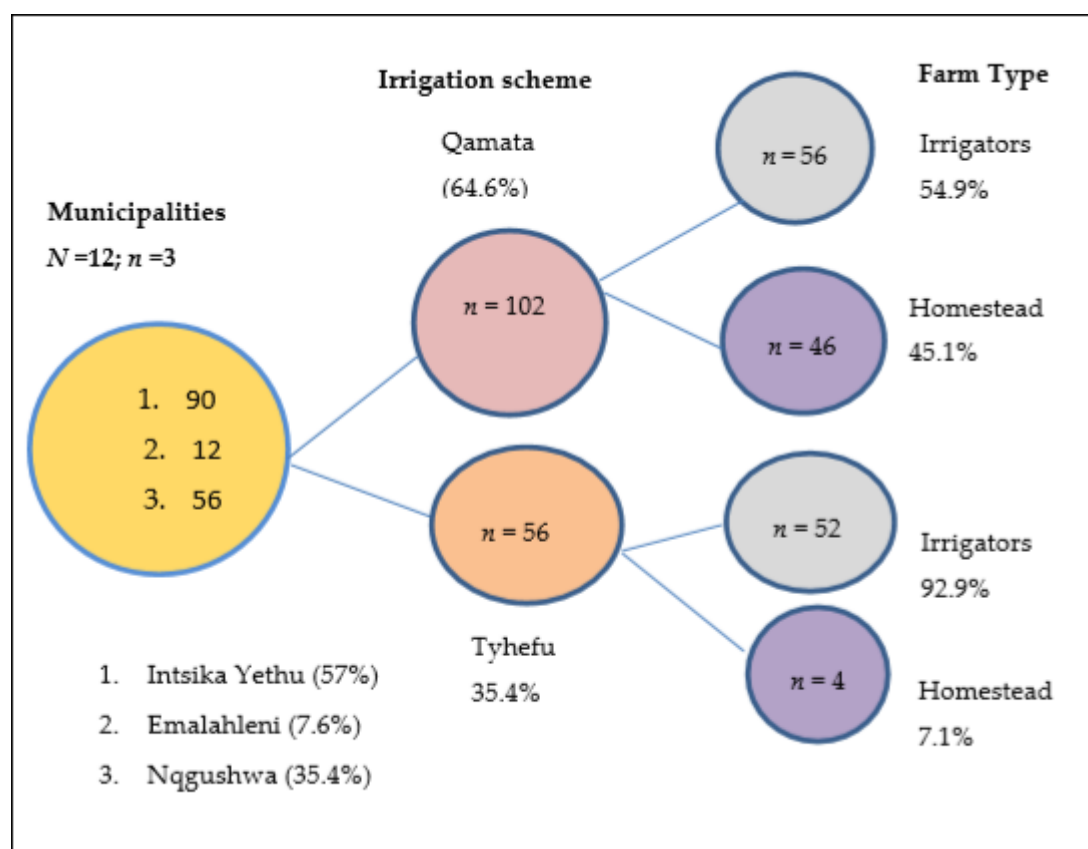 Municipalities
N =12; n =3
1. 90
2. 12
3. 56
1. Intsika Yethu (57%)
2. Emalahleni (7.6%)
3. Nqgushwa (35.4%)
Irrigation scheme
Qamata
(64.6%)
n = 102
n = 56
Tyhefu
35.4%
Farm Type
n = 56
Irrigators
54.9%
n = 46
Homestead
45.1%
n = 52
Irrigators
92.9%
n = 4
Homestead
7.1%